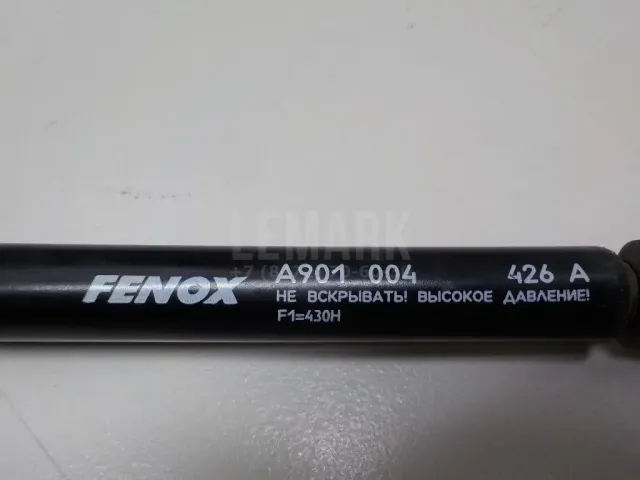 LEMARK
FENOX A901 004 426 A
НЕ ВСКРЫВАТЬ! ВЫСОКОЕ ДАВЛЕНИЕ!
F1=430H